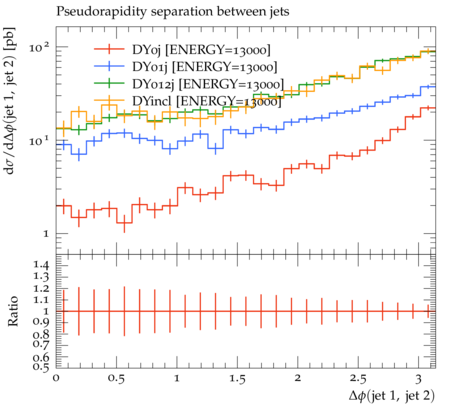 Pseudorapidity separation between jets
dσ/dΔϕ(jet 1, jet 2) [pb]
10²
10¹
1
DY0j [ENERGY=13000]
DY01j [ENERGY=13000]
DY012j [ENERGY=13000]
DYincl [ENERGY=13000]
Ratio
1.4
1.3
1.2
1.1
1
0.9
0.8
0.7
0.6
0.5
0 0.5 1 1.5 2 2.5 3
Δϕ(jet 1, jet 2)